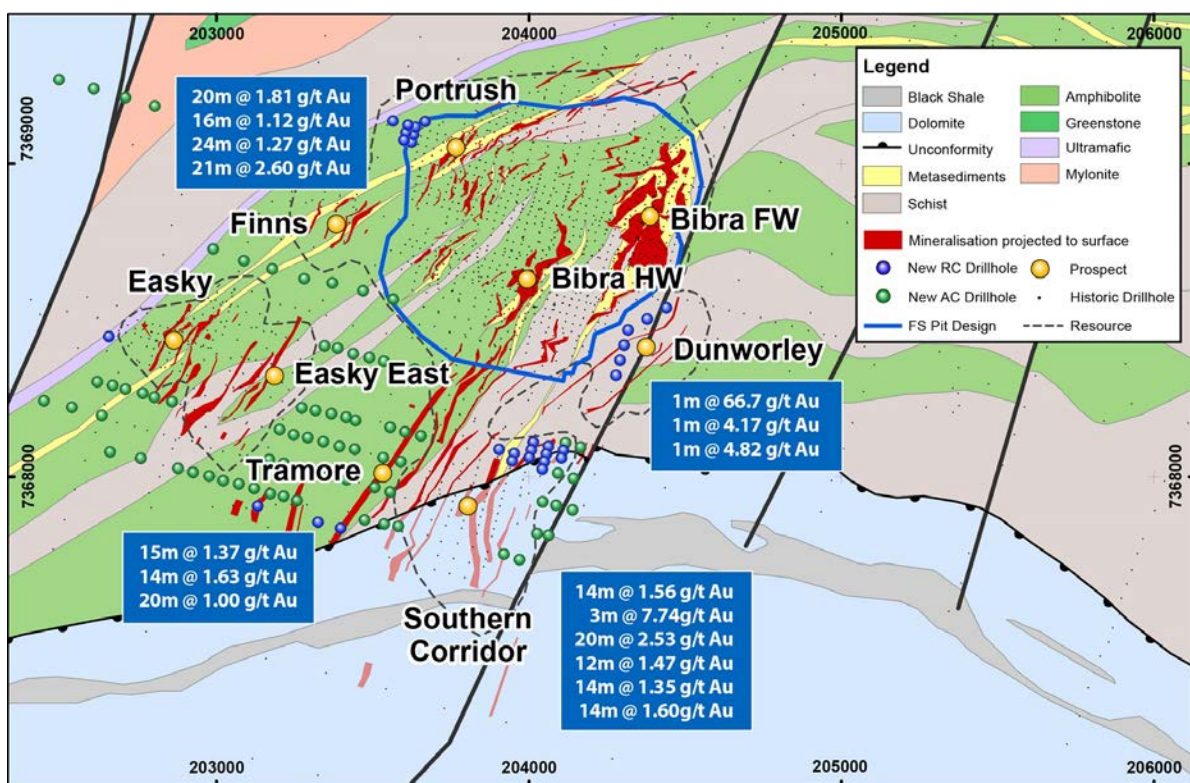 203000
204000
205000
206000
7369000
7368000
7369000
7368000
Legend
Black Shale
Dolomite
Unconformity
Metasediments
Schist
Amphibolite
Greenstone
Ultramafic
Mylonite
Mineralisation projected to surface
New RC Drillhole
Prospect
New AC Drillhole
Historic Drillhole
FS Pit Design
Resource
Portrush
20m @ 1.81 g/t Au
16m @ 1.12 g/t Au
24m @ 1.27 g/t Au
21m @ 2.60 g/t Au
Finns
Bibra FW
Easky
Bibra HW
Dunworley
Easky East
1m @ 66.7 g/t Au
1m @ 4.17 g/t Au
1m @ 4.82 g/t Au
Tramore
15m @ 1.37 g/t Au
14m @ 1.63 g/t Au
20m @ 1.00 g/t Au
Southern
Corridor
14m @ 1.56 g/t Au
3m @ 7.74g/t Au
20m @ 2.53 g/t Au
12m @ 1.47 g/t Au
14m @ 1.35 g/t Au
14m @ 1.60g/t Au
203000
204000
205000
206000